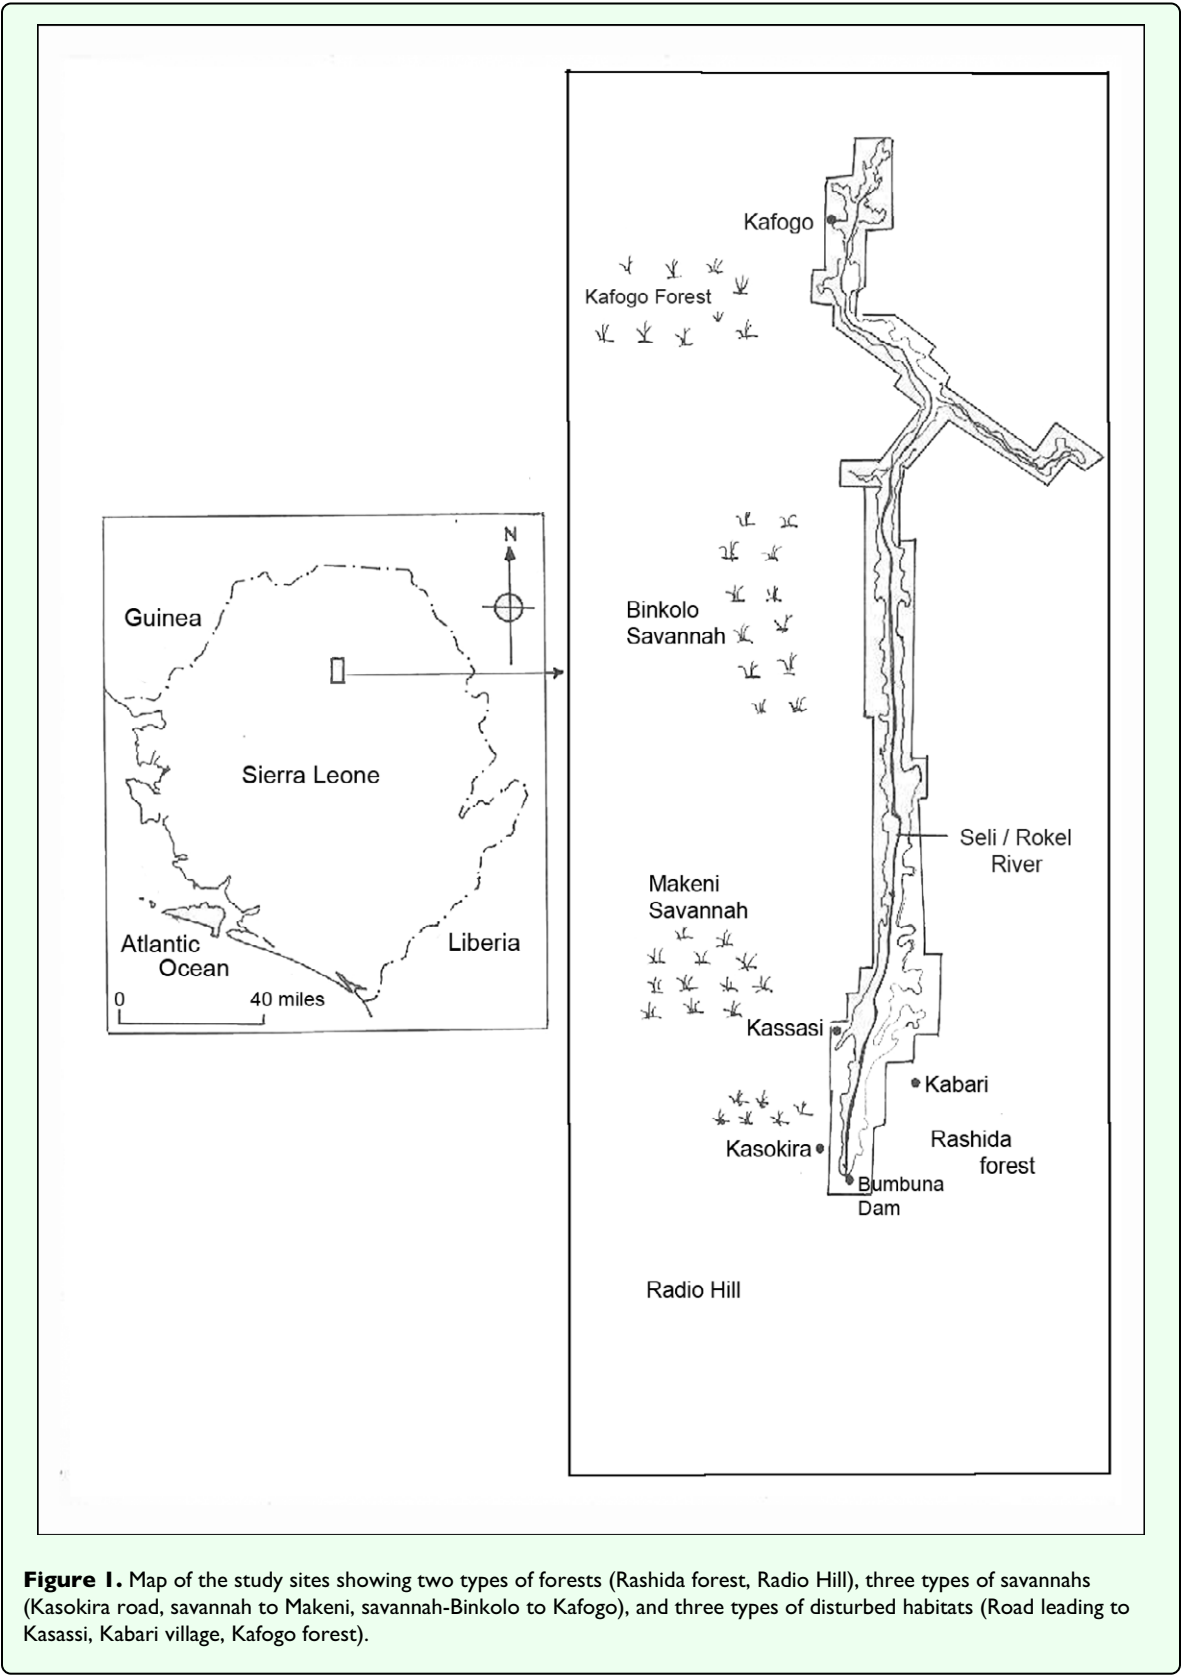 Kafogo
Kafogo Forest
N
Guinea
Binkolo
Savannah
Sierra Leone
Seli / Rokel
River
Makeni
Savannah
Atlantic
Ocean
Liberia
0 40 miles
Kassasi
Kabari
Kasokira
Rashida
forest
Bumbuna
Dam
Radio Hill
Figure 1. Map of the study sites showing two types of forests (Rashida forest, Radio Hill), three types of savannahs
(Kasokira road, savannah to Makeni, savannah-Binkolo to Kafogo), and three types of disturbed habitats (Road leading to
Kasassi, Kabari village, Kafogo forest).